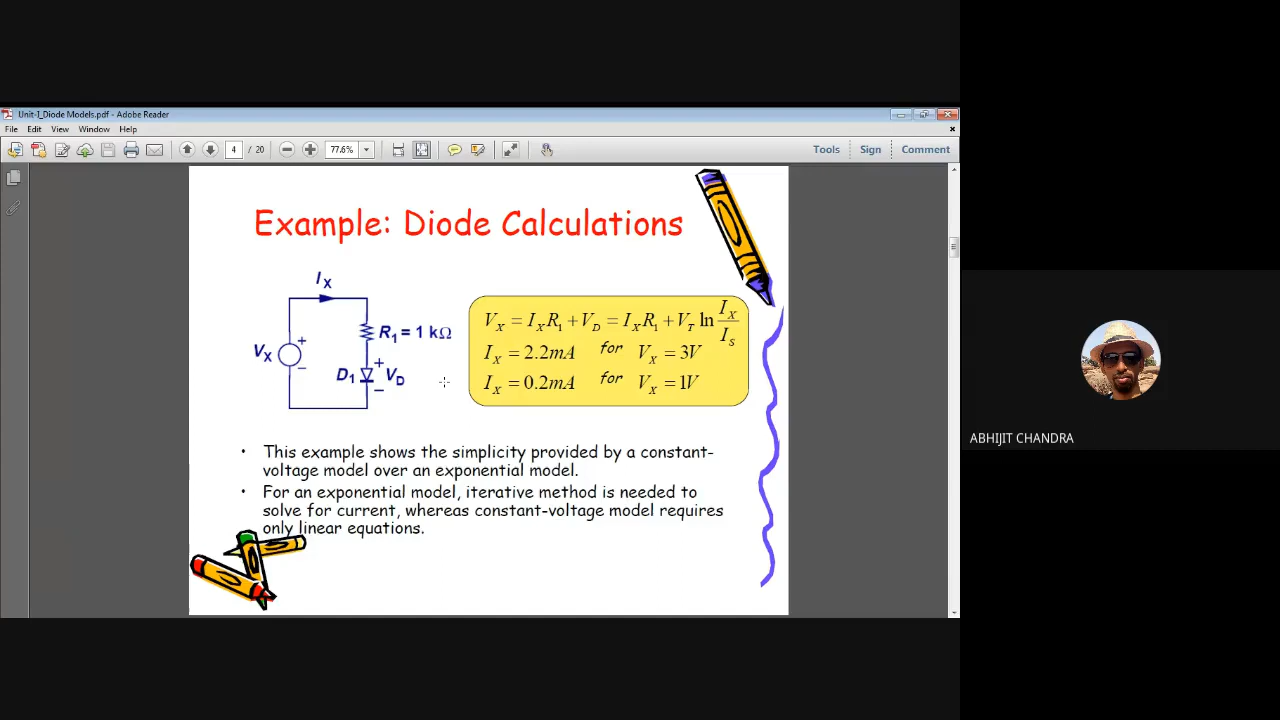 Unit-I_Diode Models.pdf - Adobe Reader
File Edit View Window Help
4 / 20 77.6% Tools Sign Comment
Example: Diode Calculations
I_X
V_X + −
R_1 = 1 kΩ
D_1 + V_D −
V_X = I_X R_1 + V_D = I_X R_1 + V_T ln I_X / I_s
I_X = 2.2mA for V_X = 3V
I_X = 0.2mA for V_X = 1V
• This example shows the simplicity provided by a constant-
voltage model over an exponential model.
• For an exponential model, iterative method is needed to
solve for current, whereas constant-voltage model requires
only linear equations.
ABHIJIT CHANDRA